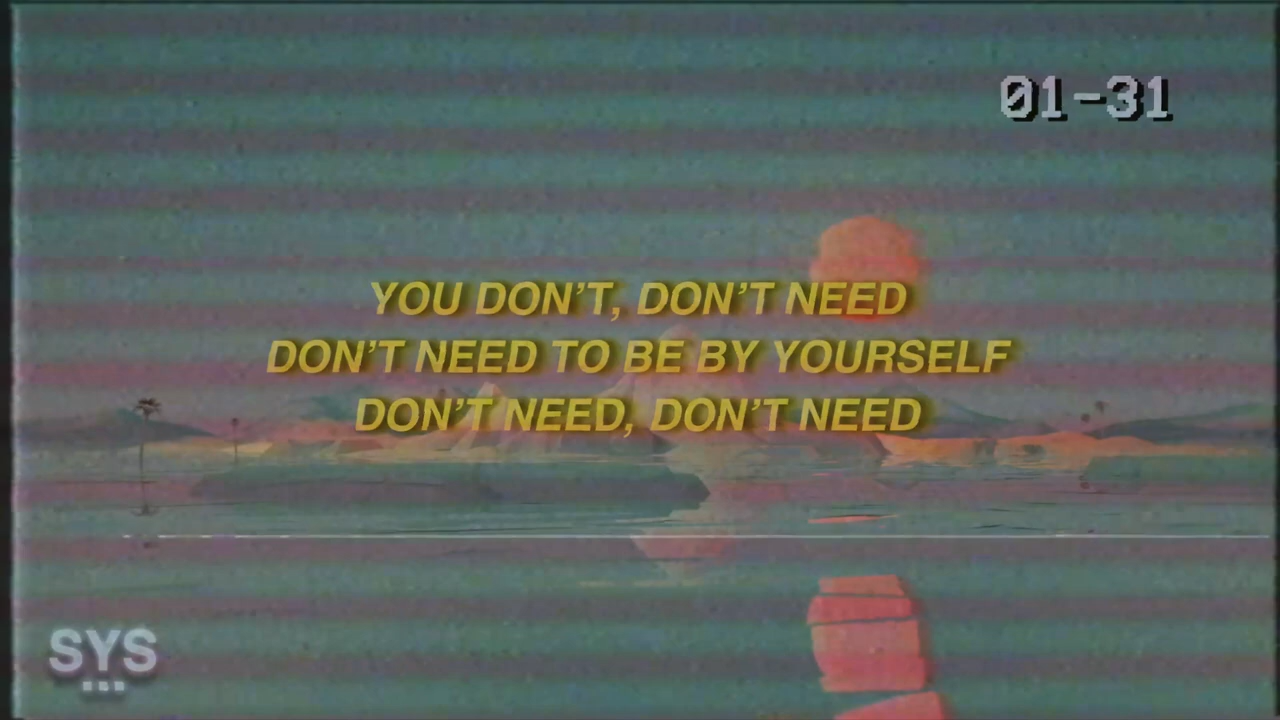 01-31
YOU DON’T, DON’T NEED
DON’T NEED TO BE BY YOURSELF
DON’T NEED, DON’T NEED
SYS